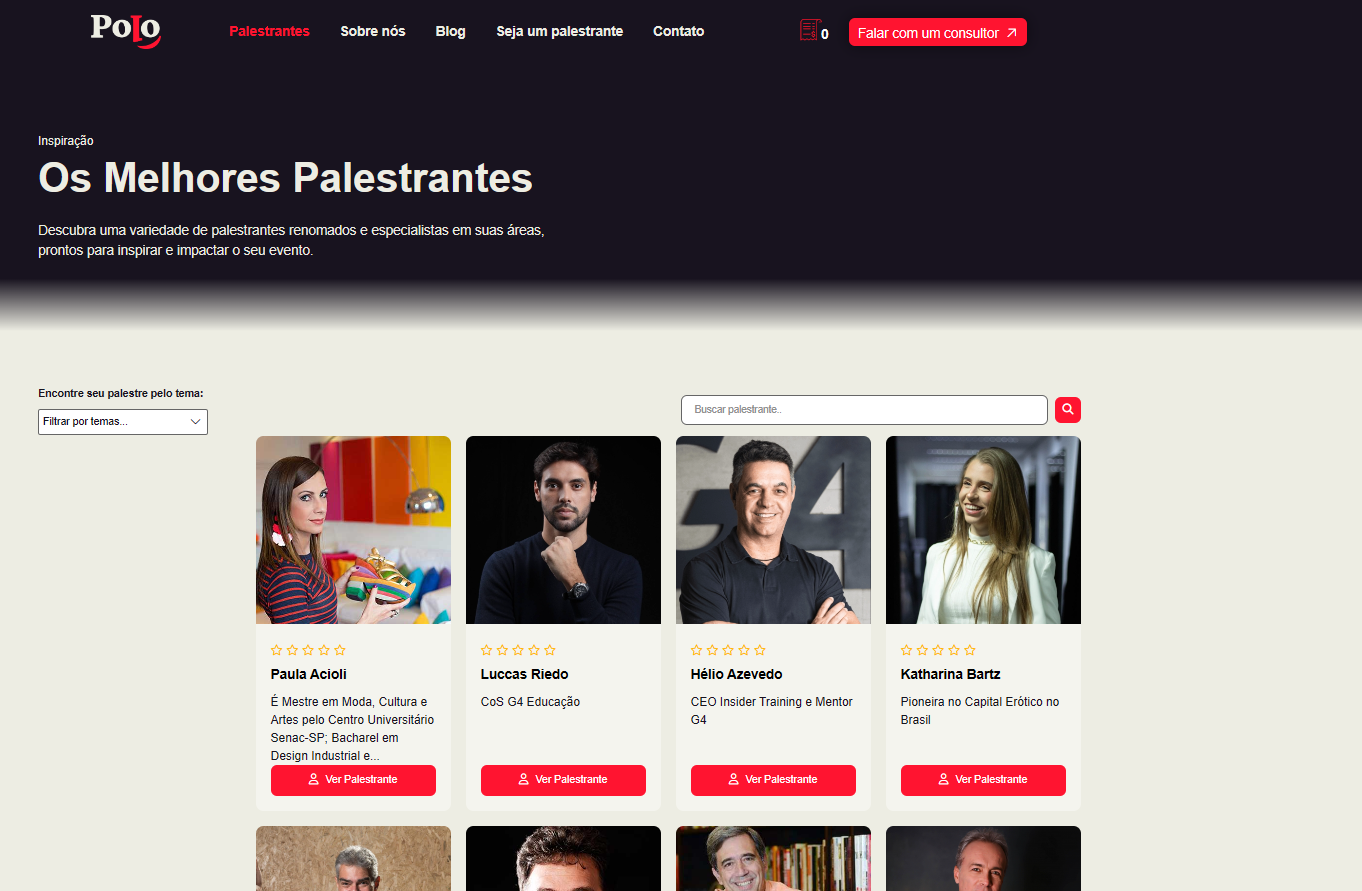 Polo
Palestrantes
Sobre nós
Blog
Seja um palestrante
Contato
0
Falar com um consultor
Inspiração
Os Melhores Palestrantes
Descubra uma variedade de palestrantes renomados e especialistas em suas áreas,
prontos para inspirar e impactar o seu evento.
Encontre seu palestre pelo tema:
Filtrar por temas...
Buscar palestrante..
G4
Paula Acioli
É Mestre em Moda, Cultura e
Artes pelo Centro Universitário
Senac-SP; Bacharel em
Design Industrial e...
Ver Palestrante
Luccas Riedo
CoS G4 Educação
Ver Palestrante
Hélio Azevedo
CEO Insider Training e Mentor
G4
Ver Palestrante
Katharina Bartz
Pioneira no Capital Erótico no
Brasil
Ver Palestrante